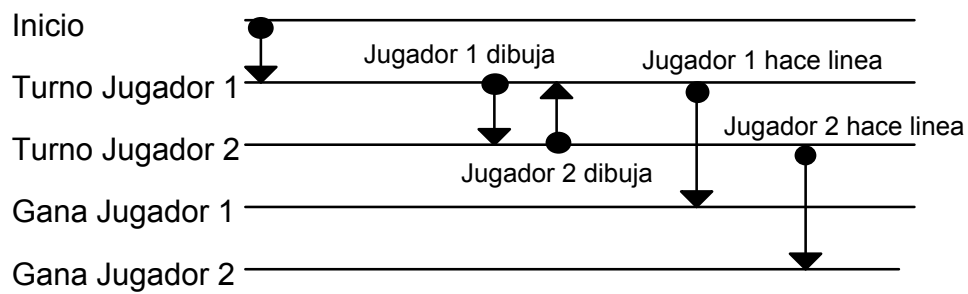 Inicio
Jugador 1 dibuja
Jugador 1 hace linea
Turno Jugador 1
Jugador 2 hace linea
Turno Jugador 2
Jugador 2 dibuja
Gana Jugador 1
Gana Jugador 2